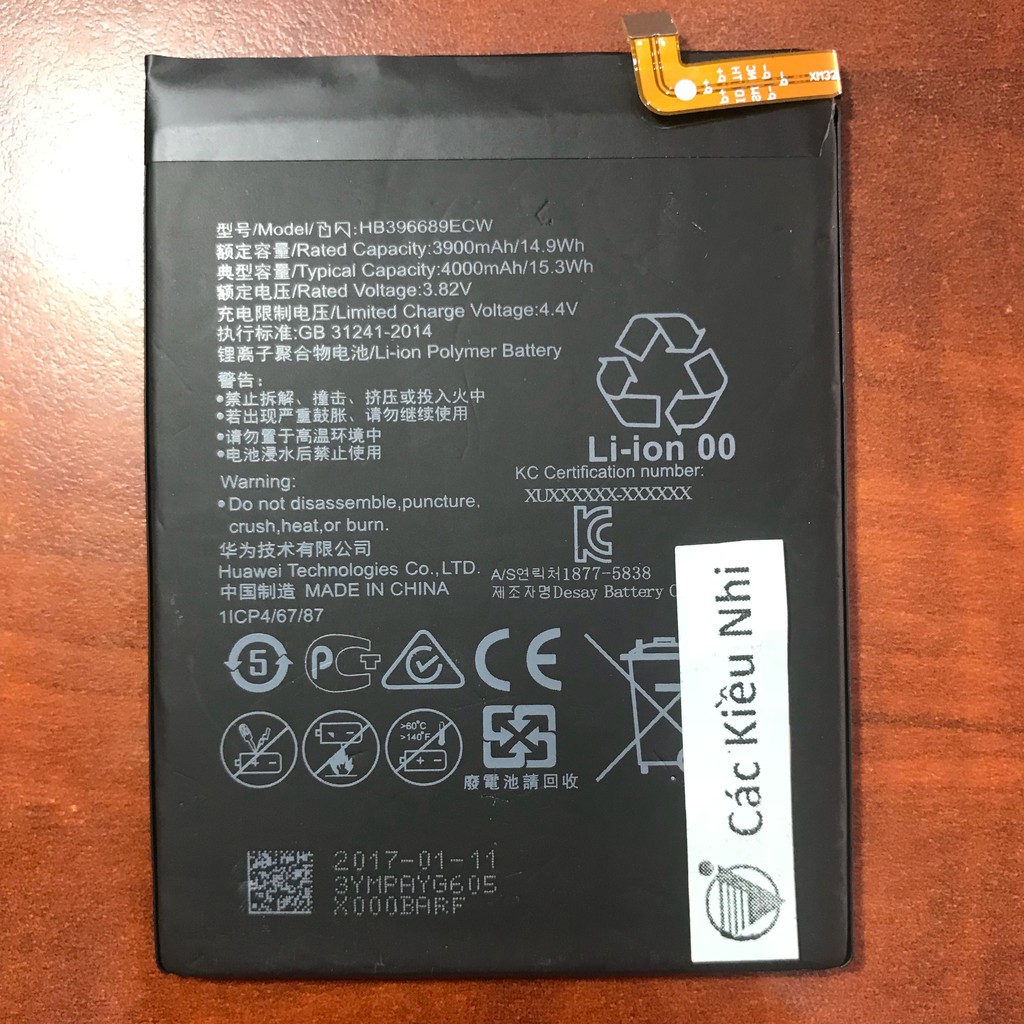 XM32
型号/Model/型号:HB396689ECW
额定容量/Rated Capacity:3900mAh/14.9Wh
典型容量/Typical Capacity:4000mAh/15.3Wh
额定电压/Rated Voltage:3.82V
充电限制电压/Limited Charge Voltage:4.4V
执行标准:GB 31241-2014
锂离子聚合物电池/Li-ion Polymer Battery
警告:
•禁止拆解、撞击、挤压或投入火中
•若出现严重鼓胀、请勿继续使用
•请勿置于高温环境中
•电池浸水后禁止使用
Warning:
•Do not disassemble,puncture,
crush,heat,or burn.
华为技术有限公司
Huawei Technologies Co.,LTD.
中国制造 MADE IN CHINA
1ICP4/67/87
Li-ion 00
KC Certification number:
XUXXXXXX-XXXXXX
A/S연락처1877-5838
제조자명Desay Battery C
5
>60°C
>140°F
廢電池請回收
2017-01-11
3YMPAYG605
X000BARF
Các Kiều Nhi